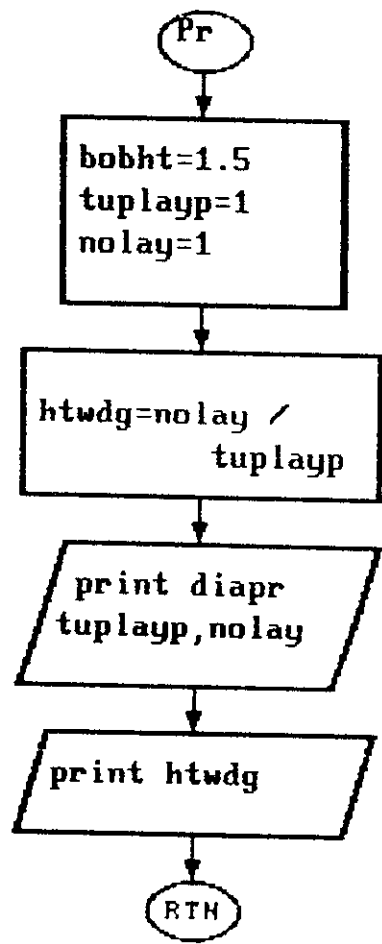 Pr
bobht=1.5
tuplayp=1
nolay=1
htwdg=nolay /
tuplayp
print diapr
tuplayp,nolay
print htwdg
RTN